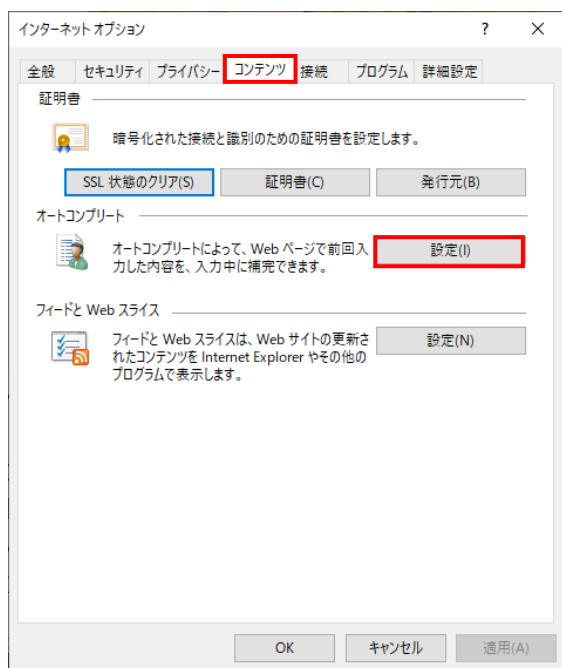 インターネット オプション ? ×
全般 セキュリティ プライバシー コンテンツ 接続 プログラム 詳細設定
証明書
暗号化された接続と識別のための証明書を設定します。
SSL 状態のクリア(S) 証明書(C) 発行元(B)
オートコンプリート
オートコンプリートによって、Web ページで前回入
力した内容を、入力中に補完できます。
設定(I)
フィードと Web スライス
フィードと Web スライスは、Web サイトの更新さ
れたコンテンツを Internet Explorer やその他の
プログラムで表示します。
設定(N)
OK キャンセル 適用(A)